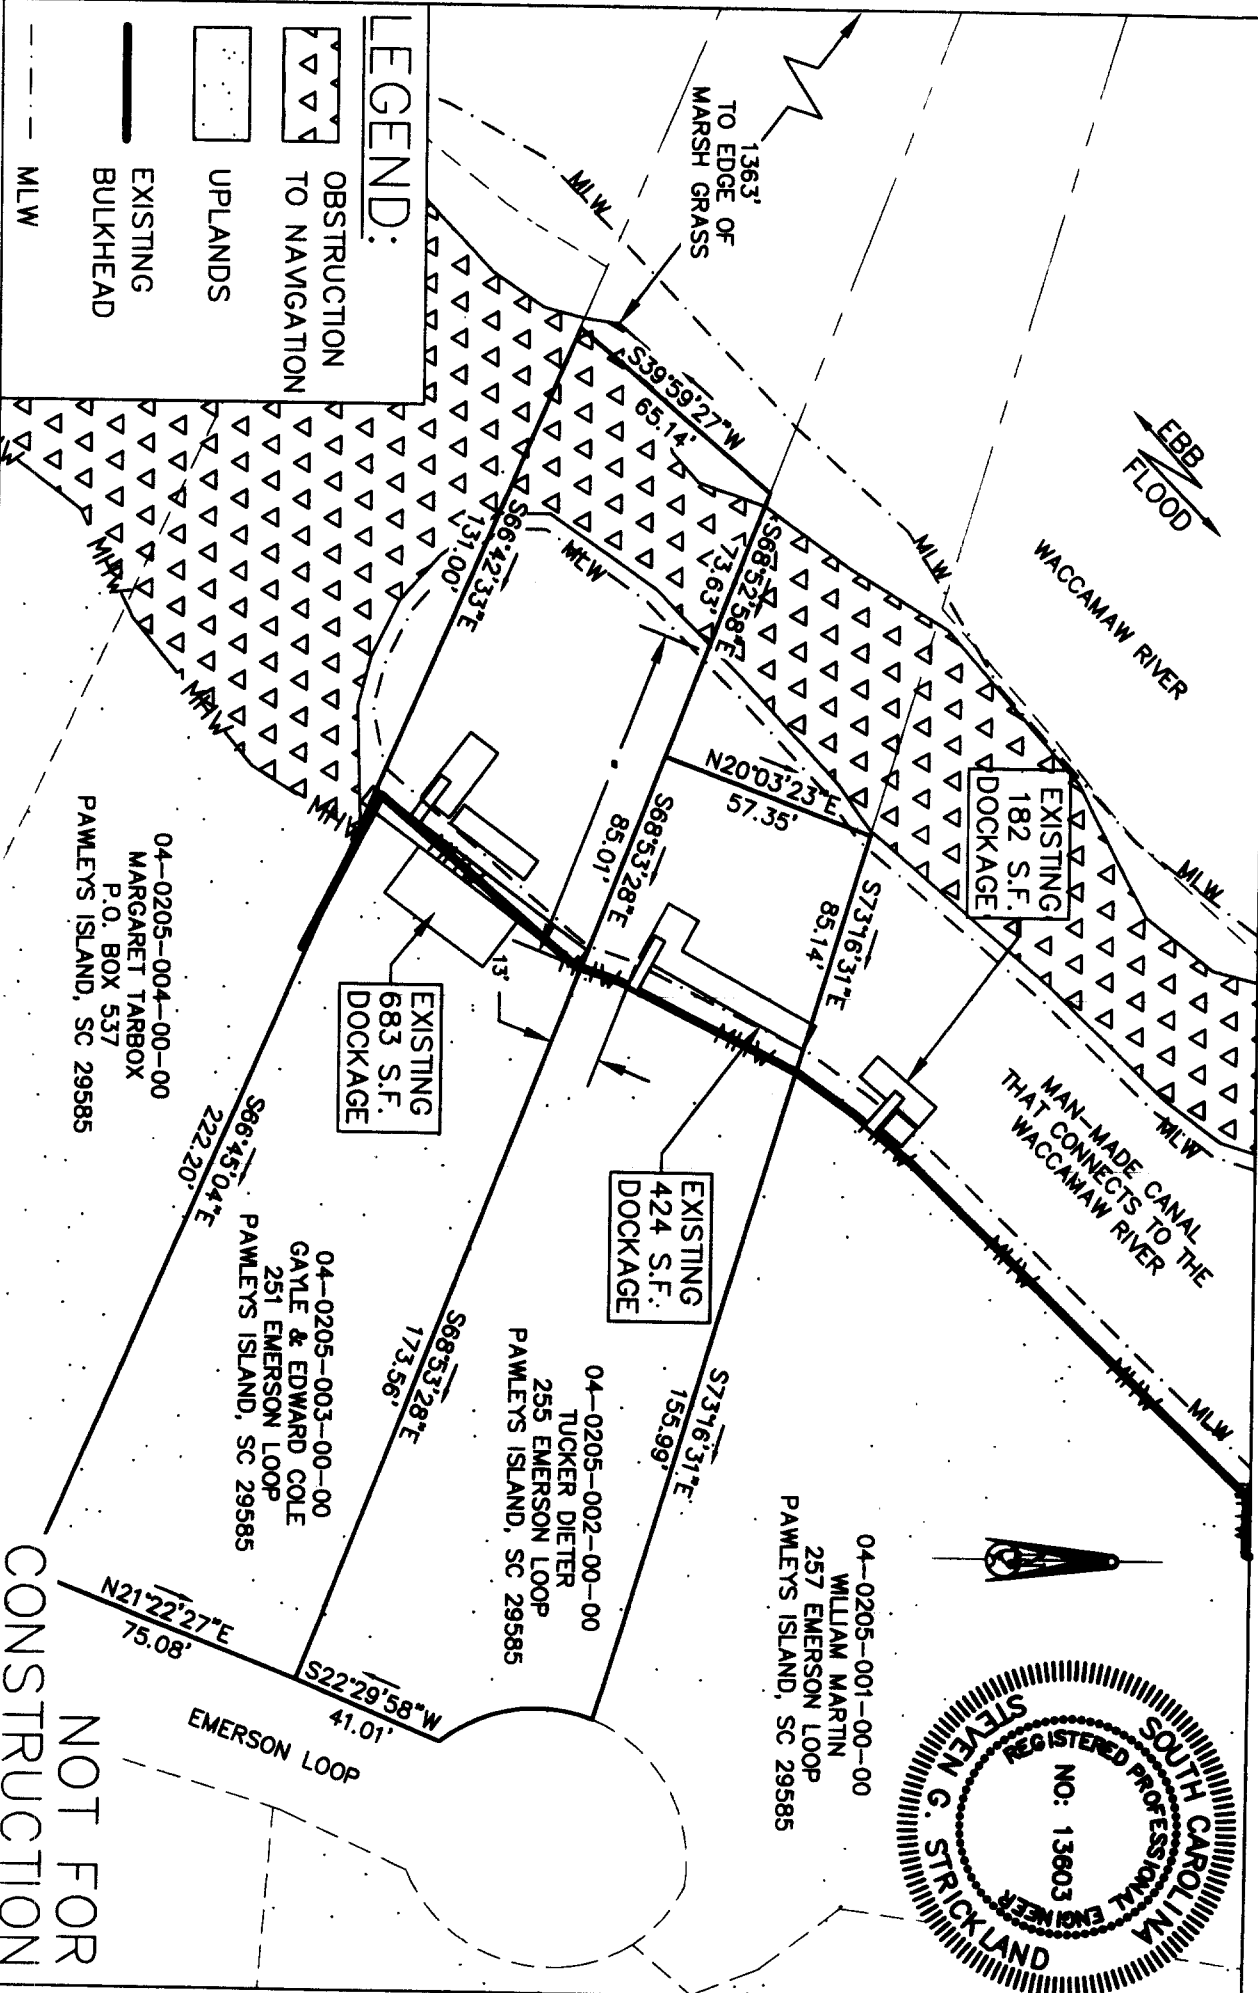 LEGEND:
OBSTRUCTION
TO NAVIGATION
UPLANDS
EXISTING
BULKHEAD
MLW
1363'
TO EDGE OF
MARSH GRASS
EBB
FLOOD
WACCAMAW RIVER
MLW
MLW
MLW
MLW
MLW
MLW
S39°59'27"W
65.14'
S66°42'33"E
131.00'
S68°52'58"E
73.63'
N20°03'23"E
57.35'
S68°53'28"E
85.01'
S73°16'31"E
85.14'
EXISTING
182 S.F.
DOCKAGE
MAN-MADE CANAL
THAT CONNECTS TO THE
WACCAMAW RIVER
MHW
MHW
MHW
MHW
MHW
MHW
13'
EXISTING
683 S.F.
DOCKAGE
EXISTING
424 S.F.
DOCKAGE
04-0205-004-00-00
MARGARET TARBOX
P.O. BOX 537
PAWLEYS ISLAND, SC 29585
S66°45'04"E
222.20'
04-0205-003-00-00
GAYLE & EDWARD COLE
251 EMERSON LOOP
PAWLEYS ISLAND, SC 29585
S68°53'28"E
173.56'
04-0205-002-00-00
TUCKER DIETER
255 EMERSON LOOP
PAWLEYS ISLAND, SC 29585
S73°16'31"E
155.99'
04-0205-001-00-00
WILLIAM MARTIN
257 EMERSON LOOP
PAWLEYS ISLAND, SC 29585
N21°22'27"E
75.08'
S22°29'58"W
41.01'
EMERSON LOOP
SOUTH CAROLINA
REGISTERED PROFESSIONAL ENGINEER
NO: 13603
STEVEN G. STRICKLAND
NOT FOR
CONSTRUCTION